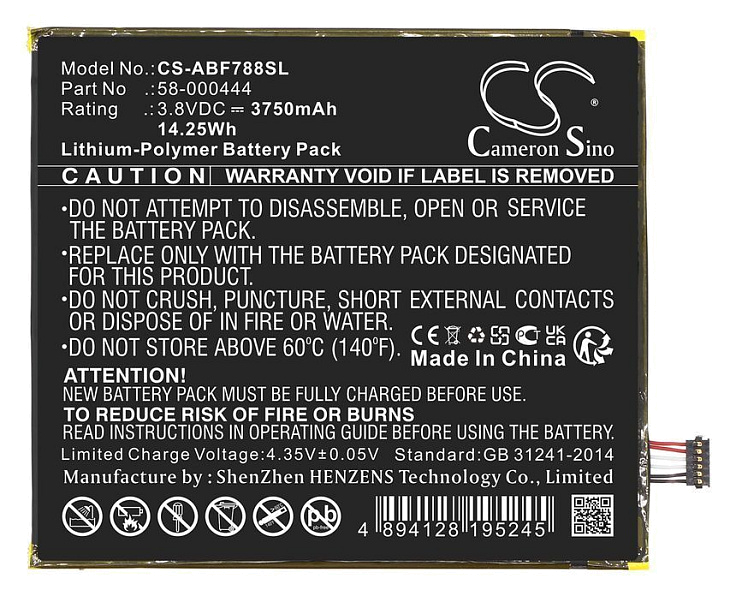 Model No.: CS-ABF788SL
Part No .: 58-000444
Rating .: 3.8VDC ⎓ 3750mAh
14.25Wh
Lithium-Polymer Battery Pack
Cameron Sino ®
CAUTION | WARRANTY VOID IF LABEL IS REMOVED
•DO NOT ATTEMPT TO DISASSEMBLE, OPEN OR SERVICE
THE BATTERY PACK.
•REPLACE ONLY WITH THE BATTERY PACK DESIGNATED
FOR THIS PRODUCT.
•DO NOT CRUSH, PUNCTURE, SHORT EXTERNAL CONTACTS
OR DISPOSE OF IN FIRE OR WATER.
•DO NOT STORE ABOVE 60°C (140°F).
CE UK CA
Made In China
ATTENTION!
NEW BATTERY PACK MUST BE FULLY CHARGED BEFORE USE.
TO REDUCE RISK OF FIRE OR BURNS
READ INSTRUCTIONS IN OPERATING GUIDE BEFORE USING THE BATTERY.
Limited Charge Voltage: 4.35V±0.05V Standard: GB 31241-2014
Manufacture by : ShenZhen HENZENS Technology Co., Limited
pb
pb-free
4 894128 195245